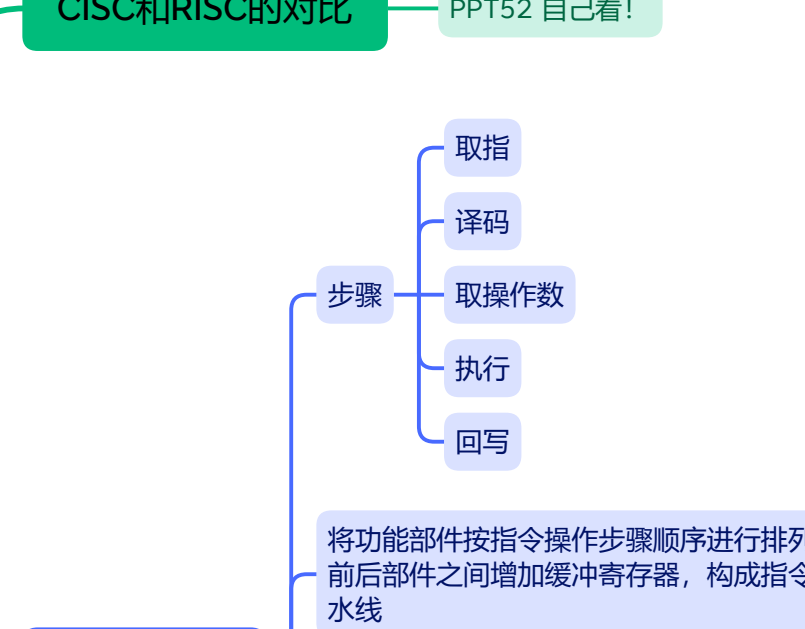 CISC和RISC的对比
PPT52 自己看！
取指
译码
步骤
取操作数
执行
回写
将功能部件按指令操作步骤顺序进行排列
前后部件之间增加缓冲寄存器，构成指令
水线